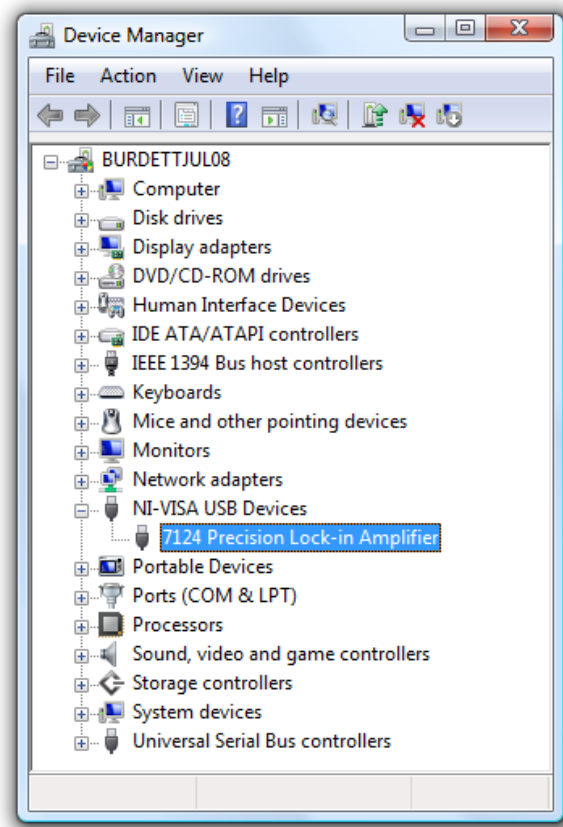 Device Manager
File Action View Help
BURDETTJUL08
Computer
Disk drives
Display adapters
DVD/CD-ROM drives
Human Interface Devices
IDE ATA/ATAPI controllers
IEEE 1394 Bus host controllers
Keyboards
Mice and other pointing devices
Monitors
Network adapters
NI-VISA USB Devices
7124 Precision Lock-in Amplifier
Portable Devices
Ports (COM & LPT)
Processors
Sound, video and game controllers
Storage controllers
System devices
Universal Serial Bus controllers